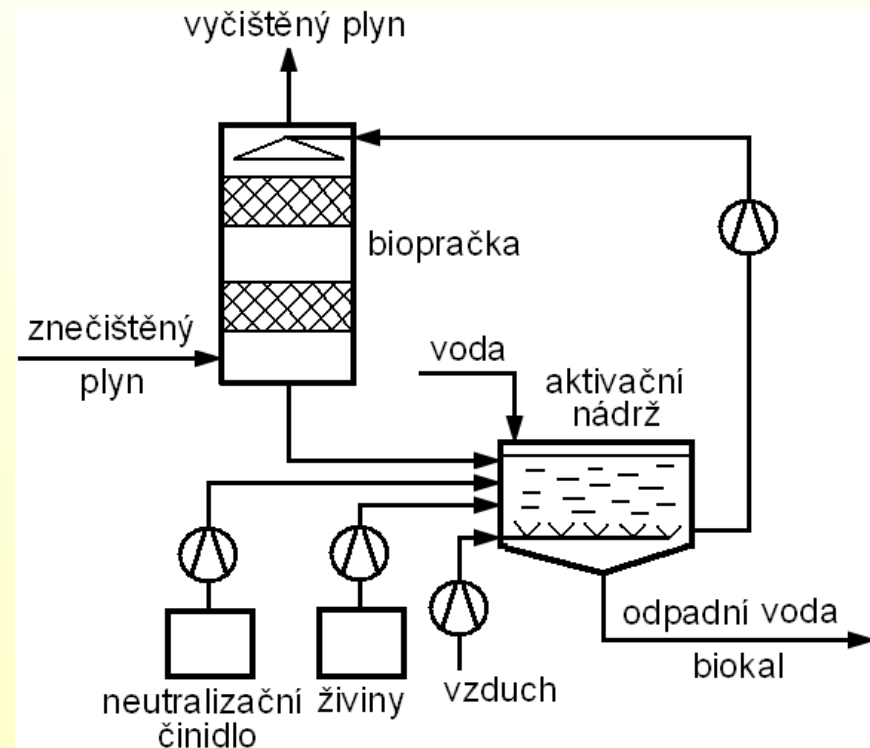 vyčištěný plyn
biopračka
znečištěný
plyn
voda
aktivační
nádrž
odpadní voda
biokal
neutralizační
činidlo
živiny
vzduch